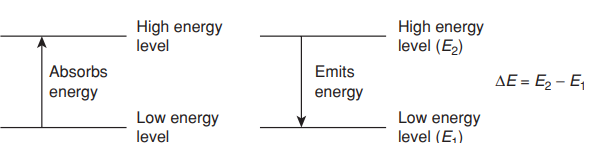 High energy
level
Absorbs
energy
Low energy
level
High energy
level (E₂)
Emits
energy
Low energy
level (E₁)
ΔE = E₂ – E₁